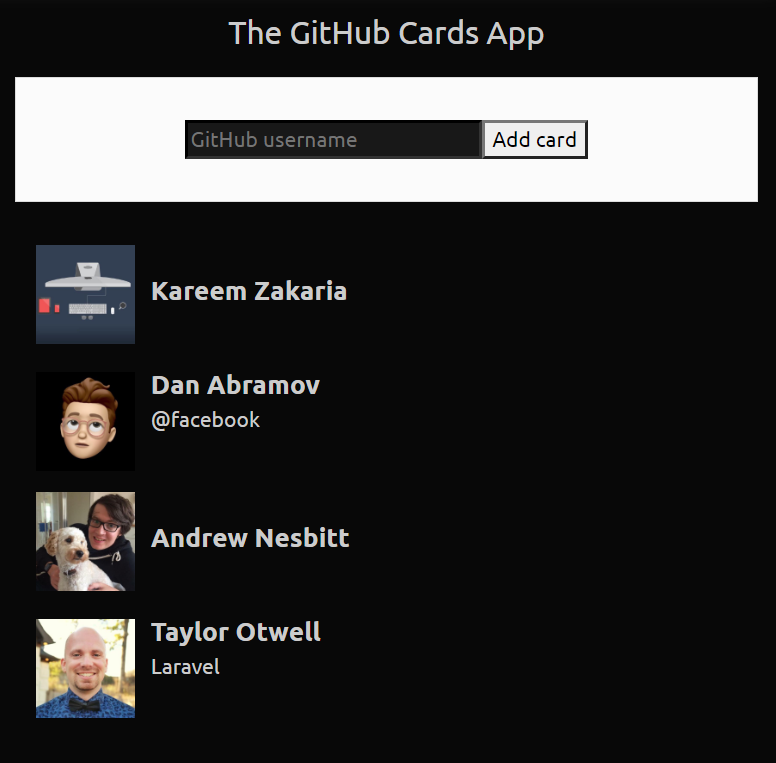 The GitHub Cards App
GitHub username Add card
Kareem Zakaria
Dan Abramov
@facebook
Andrew Nesbitt
Taylor Otwell
Laravel